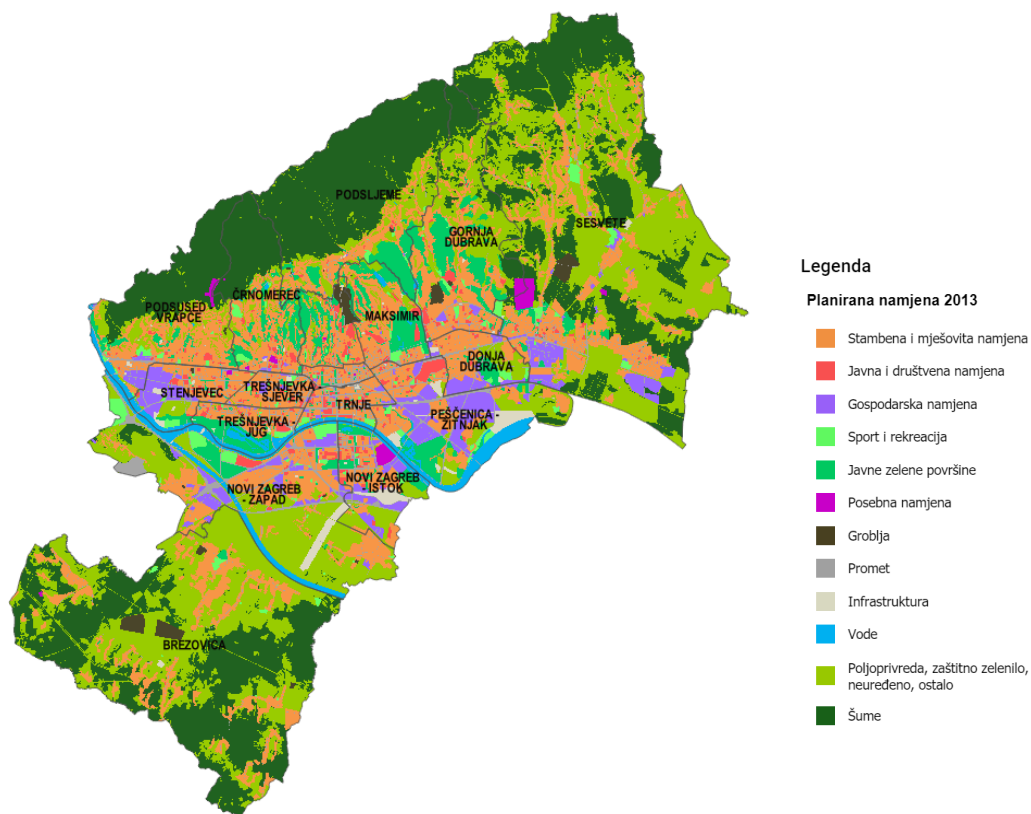 PODSLJEME
GORNJA
DUBRAVA
SESVETE
ČRNOMEREC
PODSUSED
VRAPČE
MAKSIMIR
DONJA
DUBRAVA
STENJEVEC
TREŠNJEVKA
SJEVER
TRNJE
PEŠČENICA -
ŽITNJAK
TREŠNJEVKA -
JUG
NOVI ZAGREB
- ISTOK
NOVI ZAGREB
- ZAPAD
BREZOVICA
Legenda
Planirana namjena 2013
Stambena i mješovita namjena
Javna i društvena namjena
Gospodarska namjena
Sport i rekreacija
Javne zelene površine
Posebna namjena
Groblja
Promet
Infrastruktura
Vode
Poljoprivreda, zaštitno zelenilo,
neuređeno, ostalo
Šume